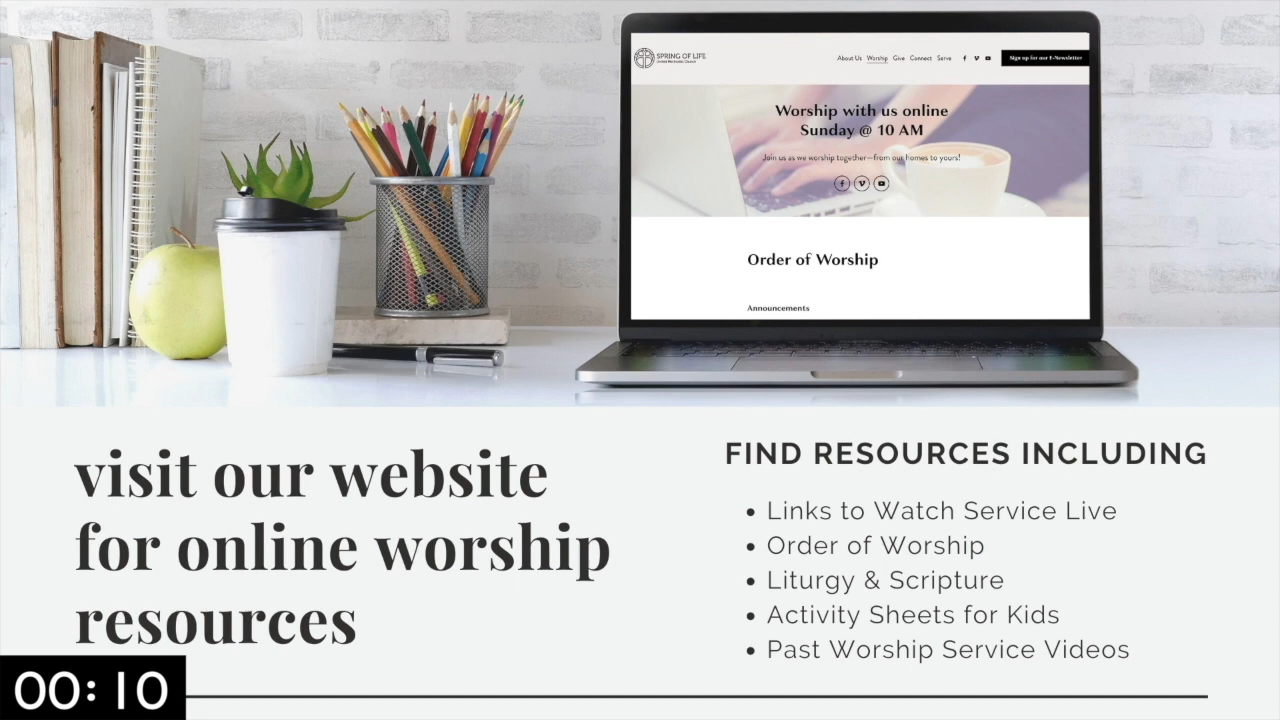 SPRING OF LIFE
United Methodist Church
About Us Worship Give Connect Serve
Sign up for our E-Newsletter
Worship with us online
Sunday @ 10 AM
Join us as we worship together—from our homes to yours!
Order of Worship
Announcements
visit our website
for online worship
resources
FIND RESOURCES INCLUDING
• Links to Watch Service Live
• Order of Worship
• Liturgy & Scripture
• Activity Sheets for Kids
• Past Worship Service Videos
00:10